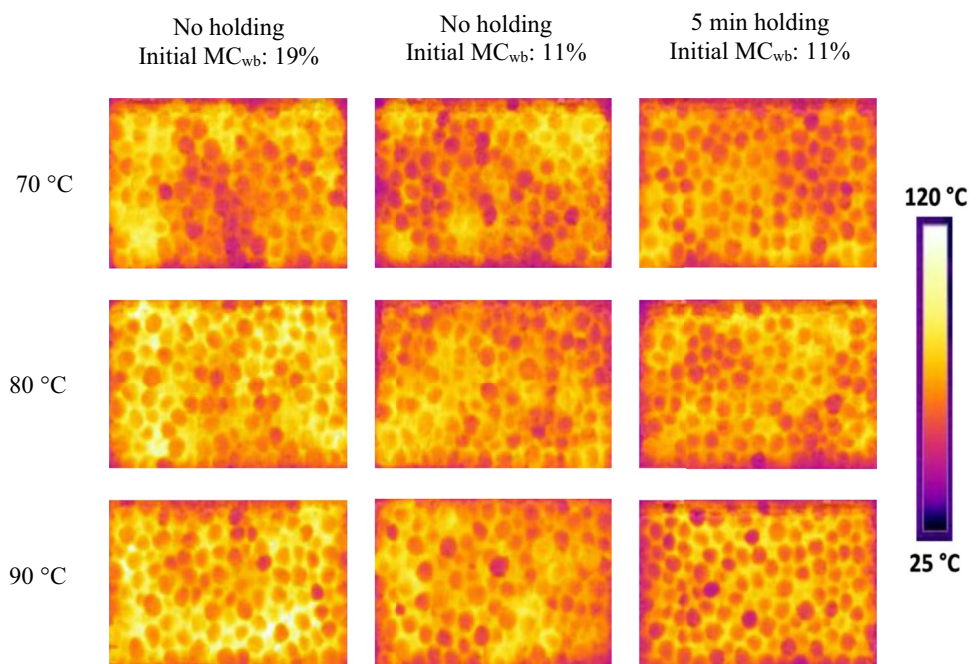 No holding
Initial MCwb: 19%
No holding
Initial MCwb: 11%
5 min holding
Initial MCwb: 11%
70 °C
120 °C
80 °C
90 °C
25 °C